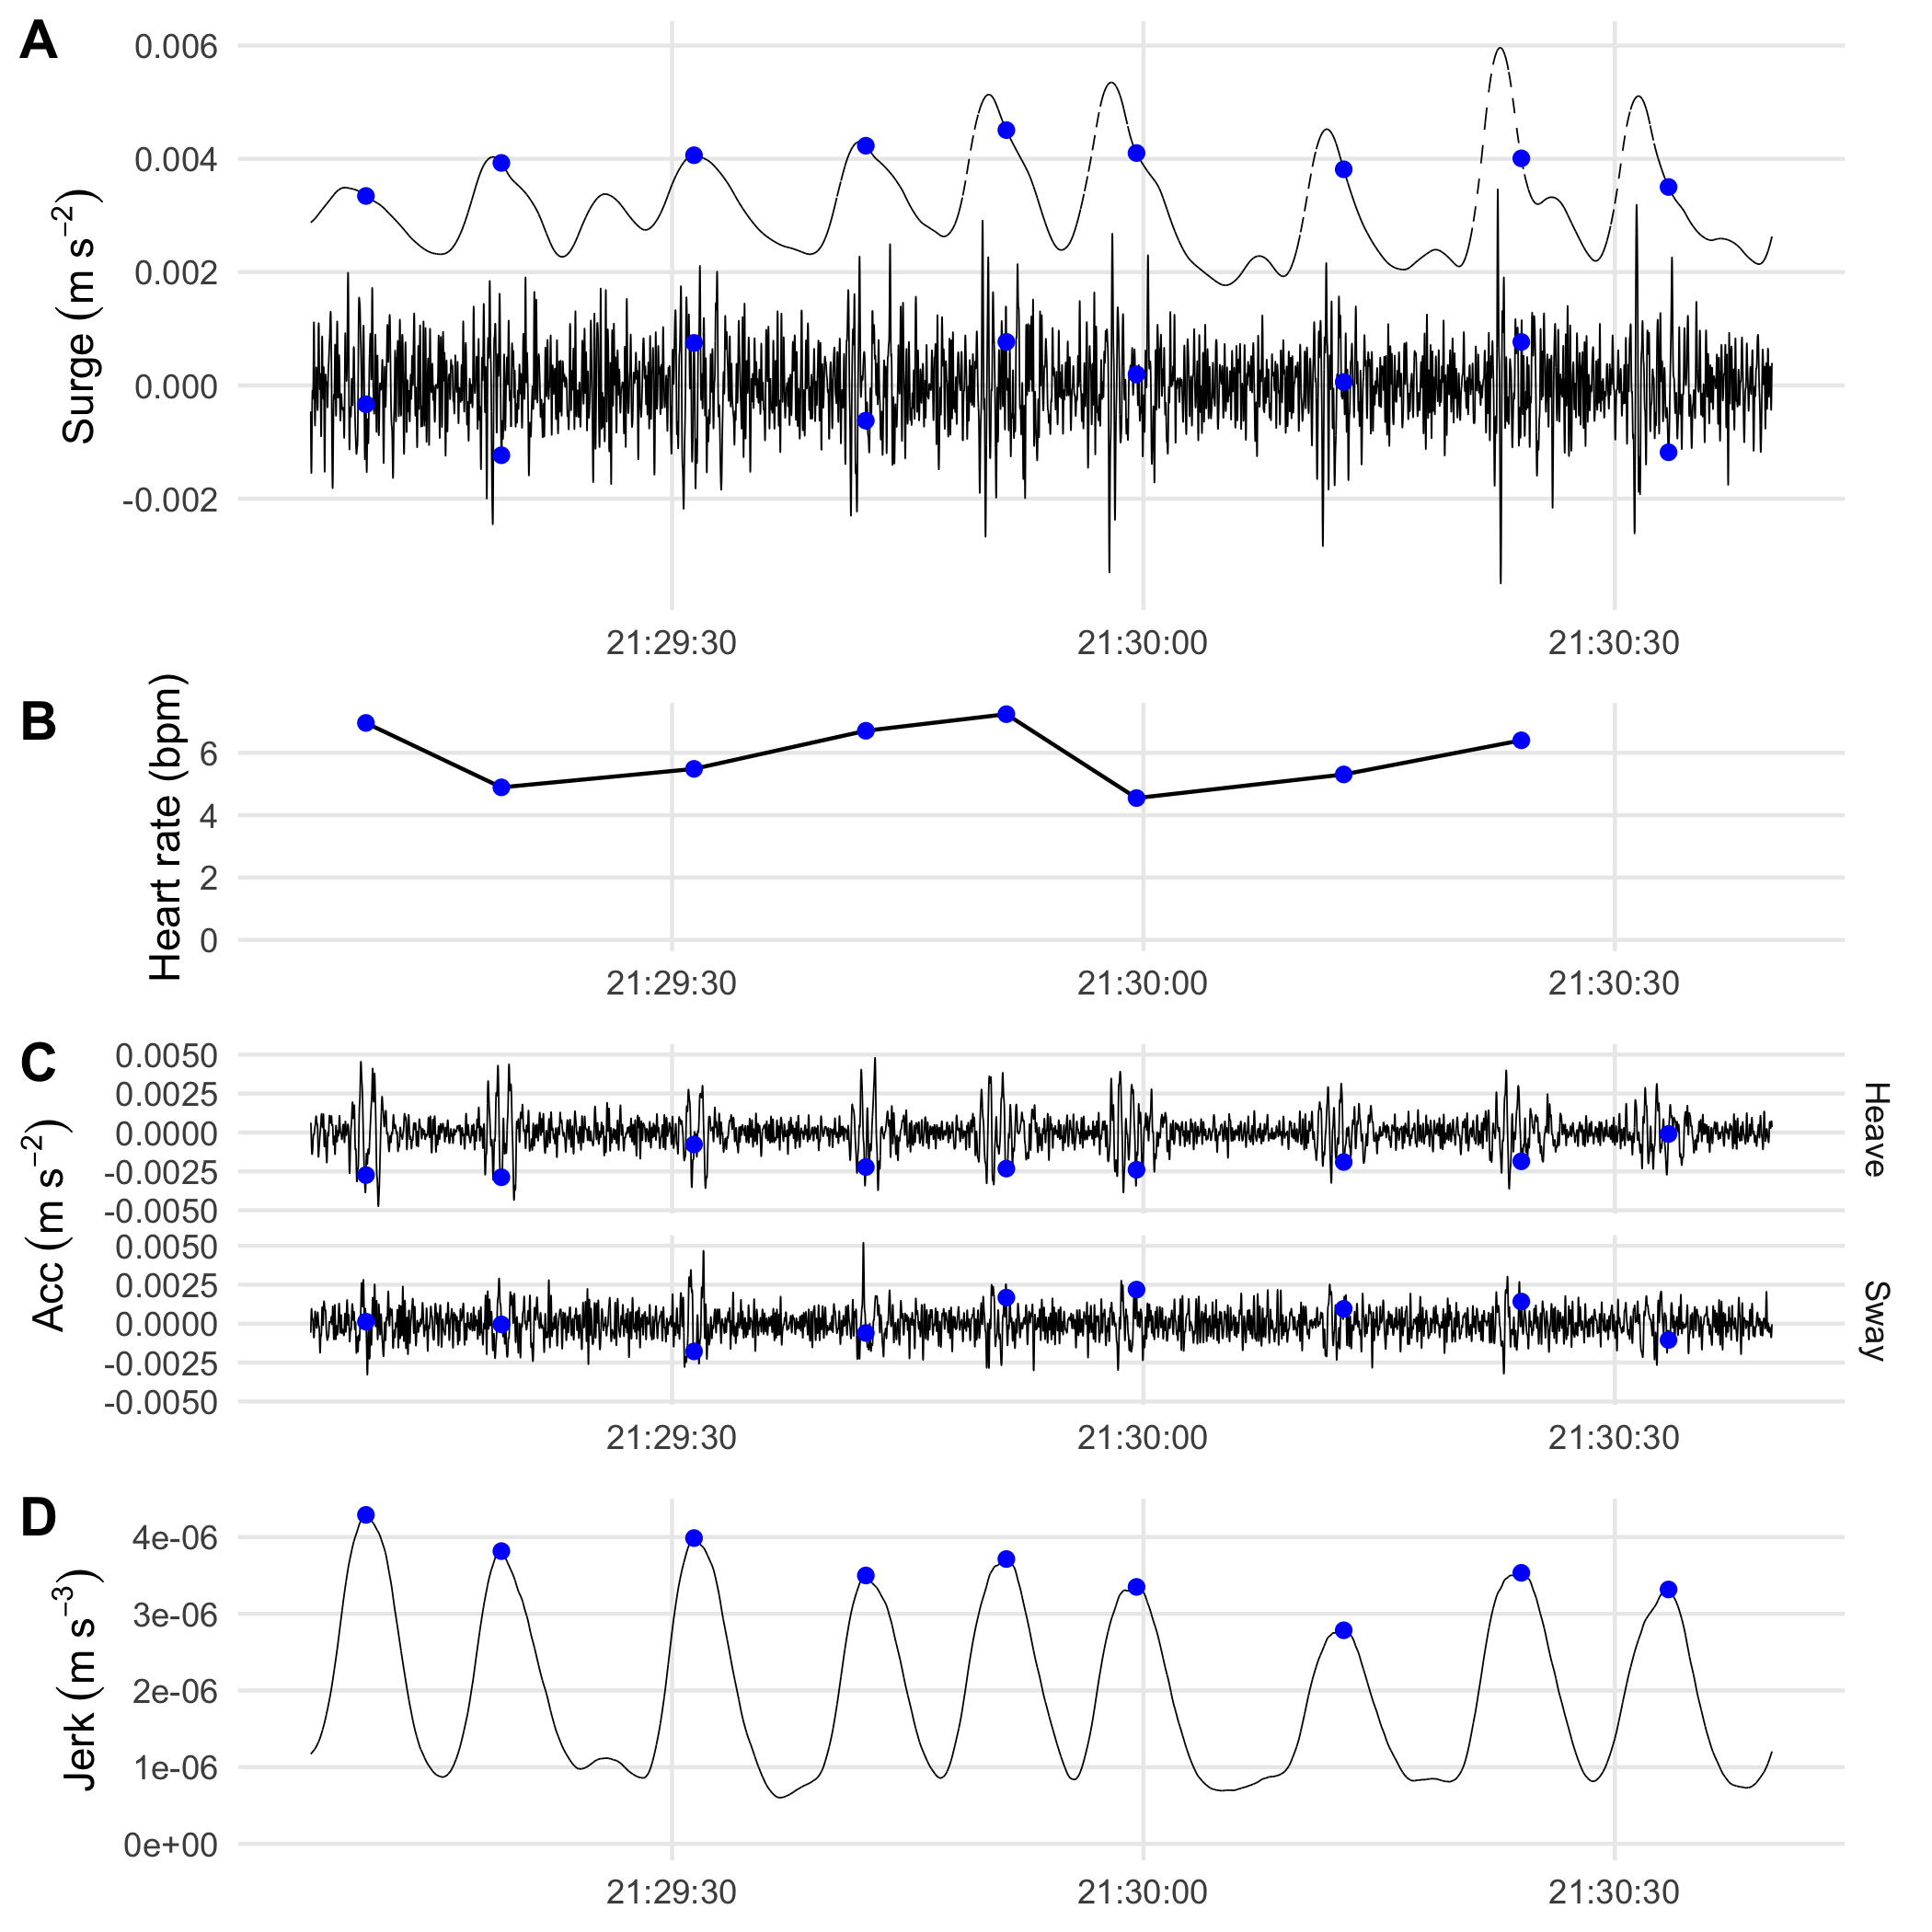 A
0.006
0.004
0.002
0.000
-0.002
Surge (m s⁻²)
21:29:30 21:30:00 21:30:30
B
6
4
2
0
Heart rate (bpm)
21:29:30 21:30:00 21:30:30
C
0.0050
0.0025
0.0000
-0.0025
-0.0050
Heave
0.0050
0.0025
0.0000
-0.0025
-0.0050
Sway
Acc (m s⁻²)
21:29:30 21:30:00 21:30:30
D
4e-06
3e-06
2e-06
1e-06
0e+00
Jerk (m s⁻³)
21:29:30 21:30:00 21:30:30